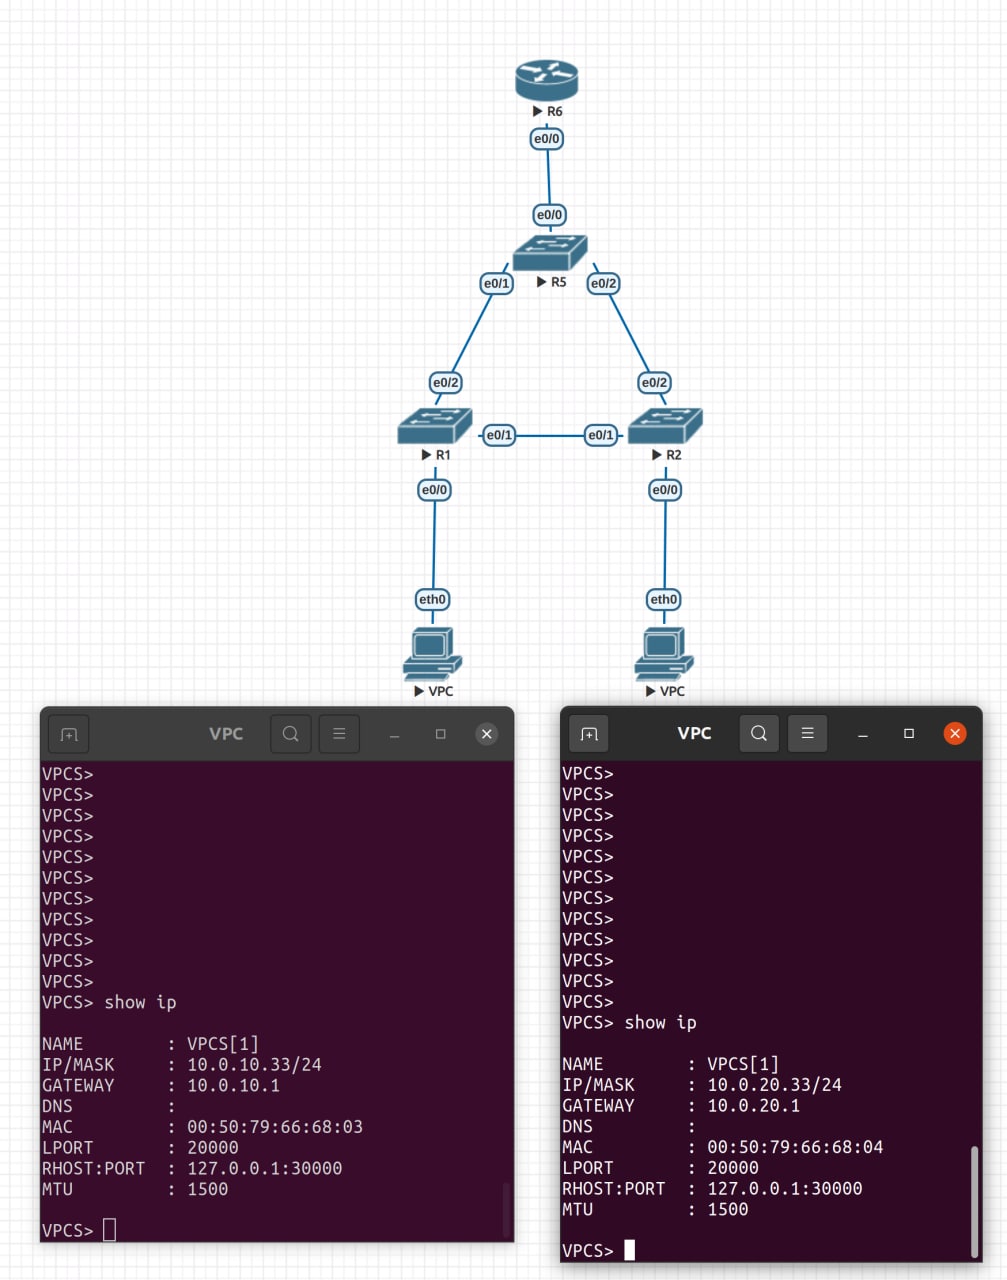 R6
e0/0
e0/0
R5
e0/1
e0/2
e0/2
e0/2
R1
e0/1
e0/1
R2
e0/0
e0/0
eth0
eth0
VPC
VPC
VPC
VPCS>
VPCS>
VPCS>
VPCS>
VPCS>
VPCS>
VPCS>
VPCS>
VPCS>
VPCS>
VPCS>
VPCS> show ip
NAME : VPCS[1]
IP/MASK : 10.0.10.33/24
GATEWAY : 10.0.10.1
DNS :
MAC : 00:50:79:66:68:03
LPORT : 20000
RHOST:PORT : 127.0.0.1:30000
MTU : 1500
VPCS>
VPC
VPCS>
VPCS>
VPCS>
VPCS>
VPCS>
VPCS>
VPCS>
VPCS>
VPCS>
VPCS>
VPCS>
VPCS>
VPCS> show ip
NAME : VPCS[1]
IP/MASK : 10.0.20.33/24
GATEWAY : 10.0.20.1
DNS :
MAC : 00:50:79:66:68:04
LPORT : 20000
RHOST:PORT : 127.0.0.1:30000
MTU : 1500
VPCS>